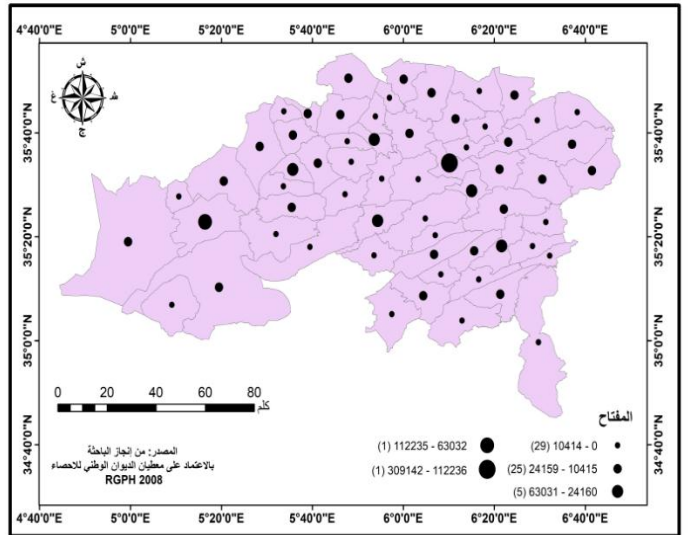 4°40'0"E 5°0'0"E 5°20'0"E 5°40'0"E 6°0'0"E 6°20'0"E 6°40'0"E
ش
غ
ش
ج
35°40'0"N 35°40'0"N
35°20'0"N 35°20'0"N
35°0'0"N 35°0'0"N
34°40'0"N 34°40'0"N
0 20 40 60 80
كلم
المصدر: من إنجاز الباحثة
بالاعتماد على معطيان الديوان الوطني للاحصاء
RGPH 2008
المفتاح
(29) 10414 - 0
(25) 24159 - 10415
(5) 63031 - 24160
(1) 112235 - 63032
(1) 309142 - 112236
4°40'0"E 5°0'0"E 5°20'0"E 5°40'0"E 6°0'0"E 6°20'0"E 6°40'0"E